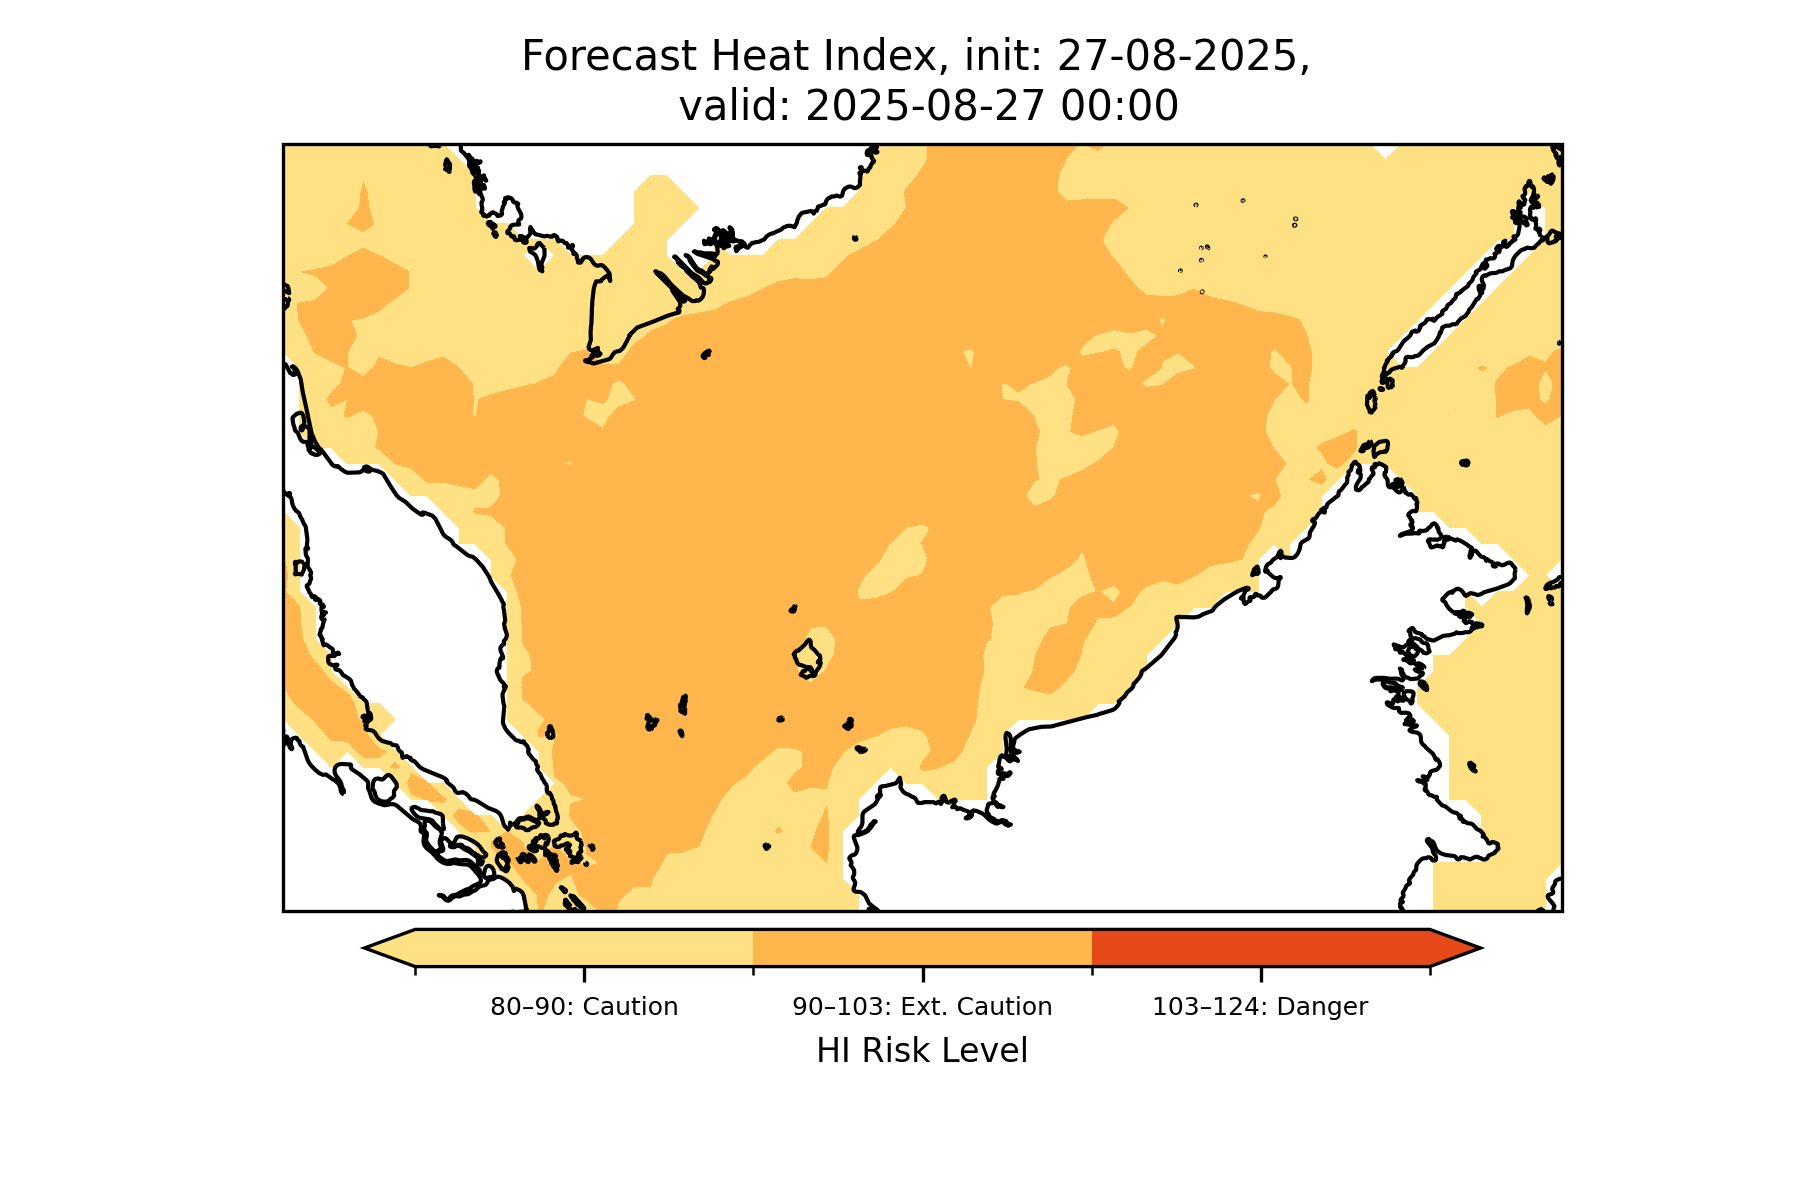 Forecast Heat Index, init: 27-08-2025,
valid: 2025-08-27 00:00
80–90: Caution
90–103: Ext. Caution
103–124: Danger
HI Risk Level